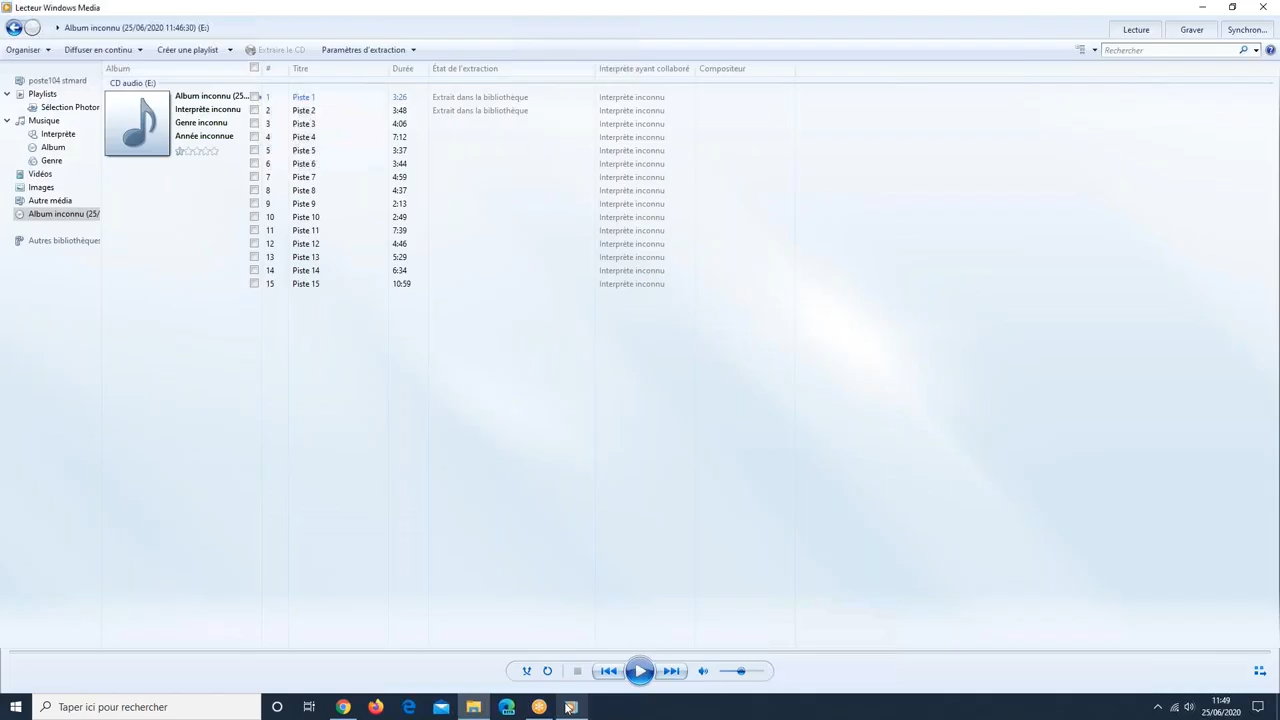 Lecteur Windows Media
Album inconnu (25/06/2020 11:46:30) (E:)
Lecture Graver Synchron...
Organiser Diffuser en continu Créer une playlist Extraire le CD Paramètres d'extraction Rechercher
Album # Titre Durée État de l'extraction Interprète ayant collaboré Compositeur
poste104 stmard
Playlists
Sélection Photor
Musique
Interprète
Album
Genre
Vidéos
Images
Autre média
Album inconnu (25/
Autres bibliothèques
CD audio (E:)
Album inconnu (25...
Interprète inconnu
Genre inconnu
Année inconnue
1 Piste 1 3:26 Extrait dans la bibliothèque Interprète inconnu
2 Piste 2 3:48 Extrait dans la bibliothèque Interprète inconnu
3 Piste 3 4:06 Interprète inconnu
4 Piste 4 7:12 Interprète inconnu
5 Piste 5 3:37 Interprète inconnu
6 Piste 6 3:44 Interprète inconnu
7 Piste 7 4:59 Interprète inconnu
8 Piste 8 4:37 Interprète inconnu
9 Piste 9 2:13 Interprète inconnu
10 Piste 10 2:49 Interprète inconnu
11 Piste 11 7:39 Interprète inconnu
12 Piste 12 4:46 Interprète inconnu
13 Piste 13 5:29 Interprète inconnu
14 Piste 14 6:34 Interprète inconnu
15 Piste 15 10:59 Interprète inconnu
Taper ici pour rechercher
11:49
25/06/2020